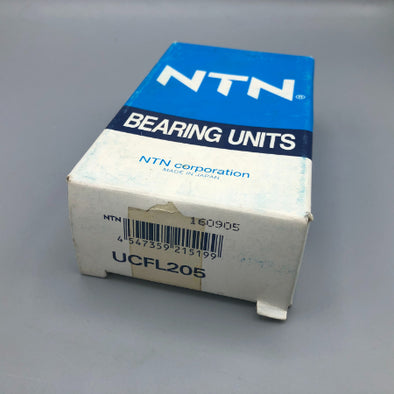 NTN®
BEARING UNITS
NTN corporation
MADE IN JAPAN
NTN
160905
4 547359 215199
UCFL205